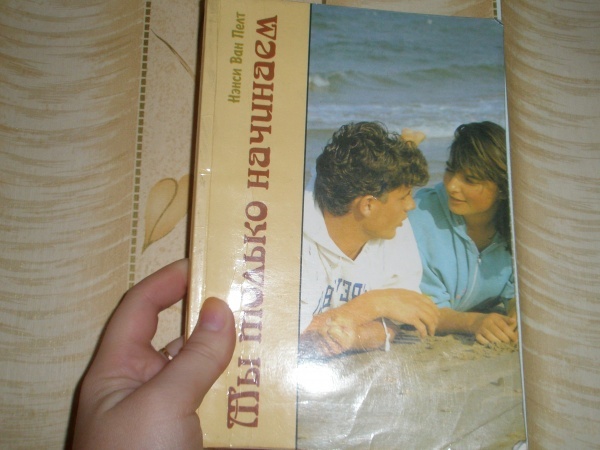 Нэнси Ван Пелт
Мы только начинаем